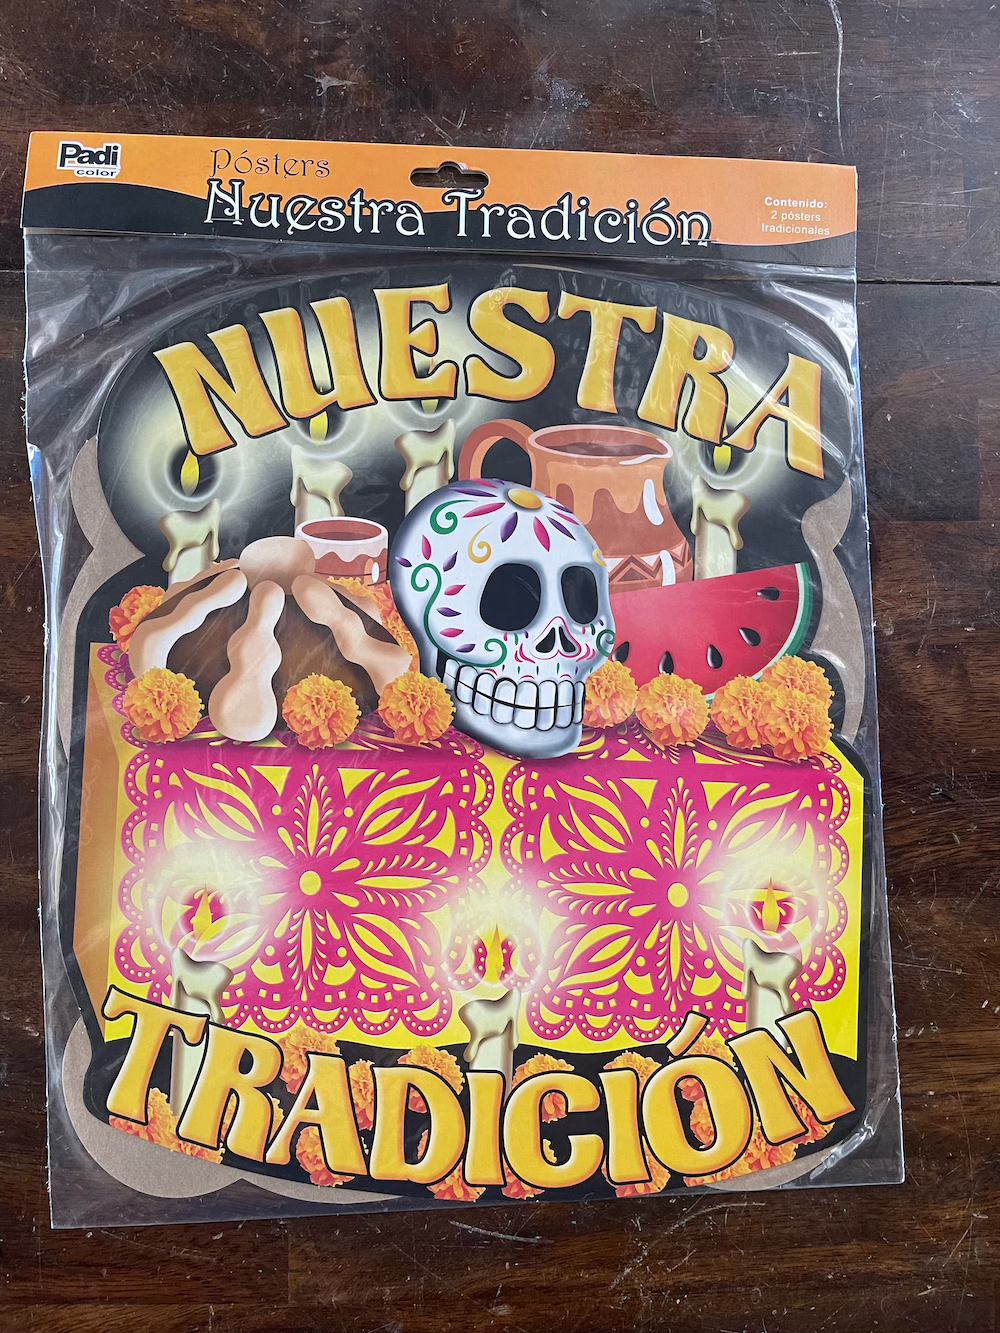 Padi
color
Pósters
Nuestra Tradición
Contenido:
2 pósters
tradicionales
NUESTRA
TRADICIÓN